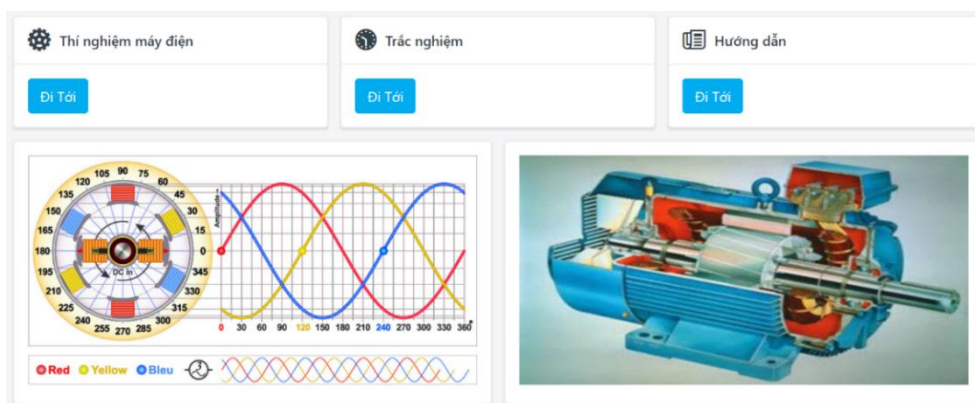 Thí nghiệm máy điện
Trắc nghiệm
Hướng dẫn
Đi Tới
Đi Tới
Đi Tới
105 90 75
120 60
135 45
150 30
165 15
180 0
195 345
210 330
225 315
240 300
255 270 285
DC in
Amplitude
0 30 60 90 120 150 180 210 240 270 300 330 360°
Red Yellow Bleu
3